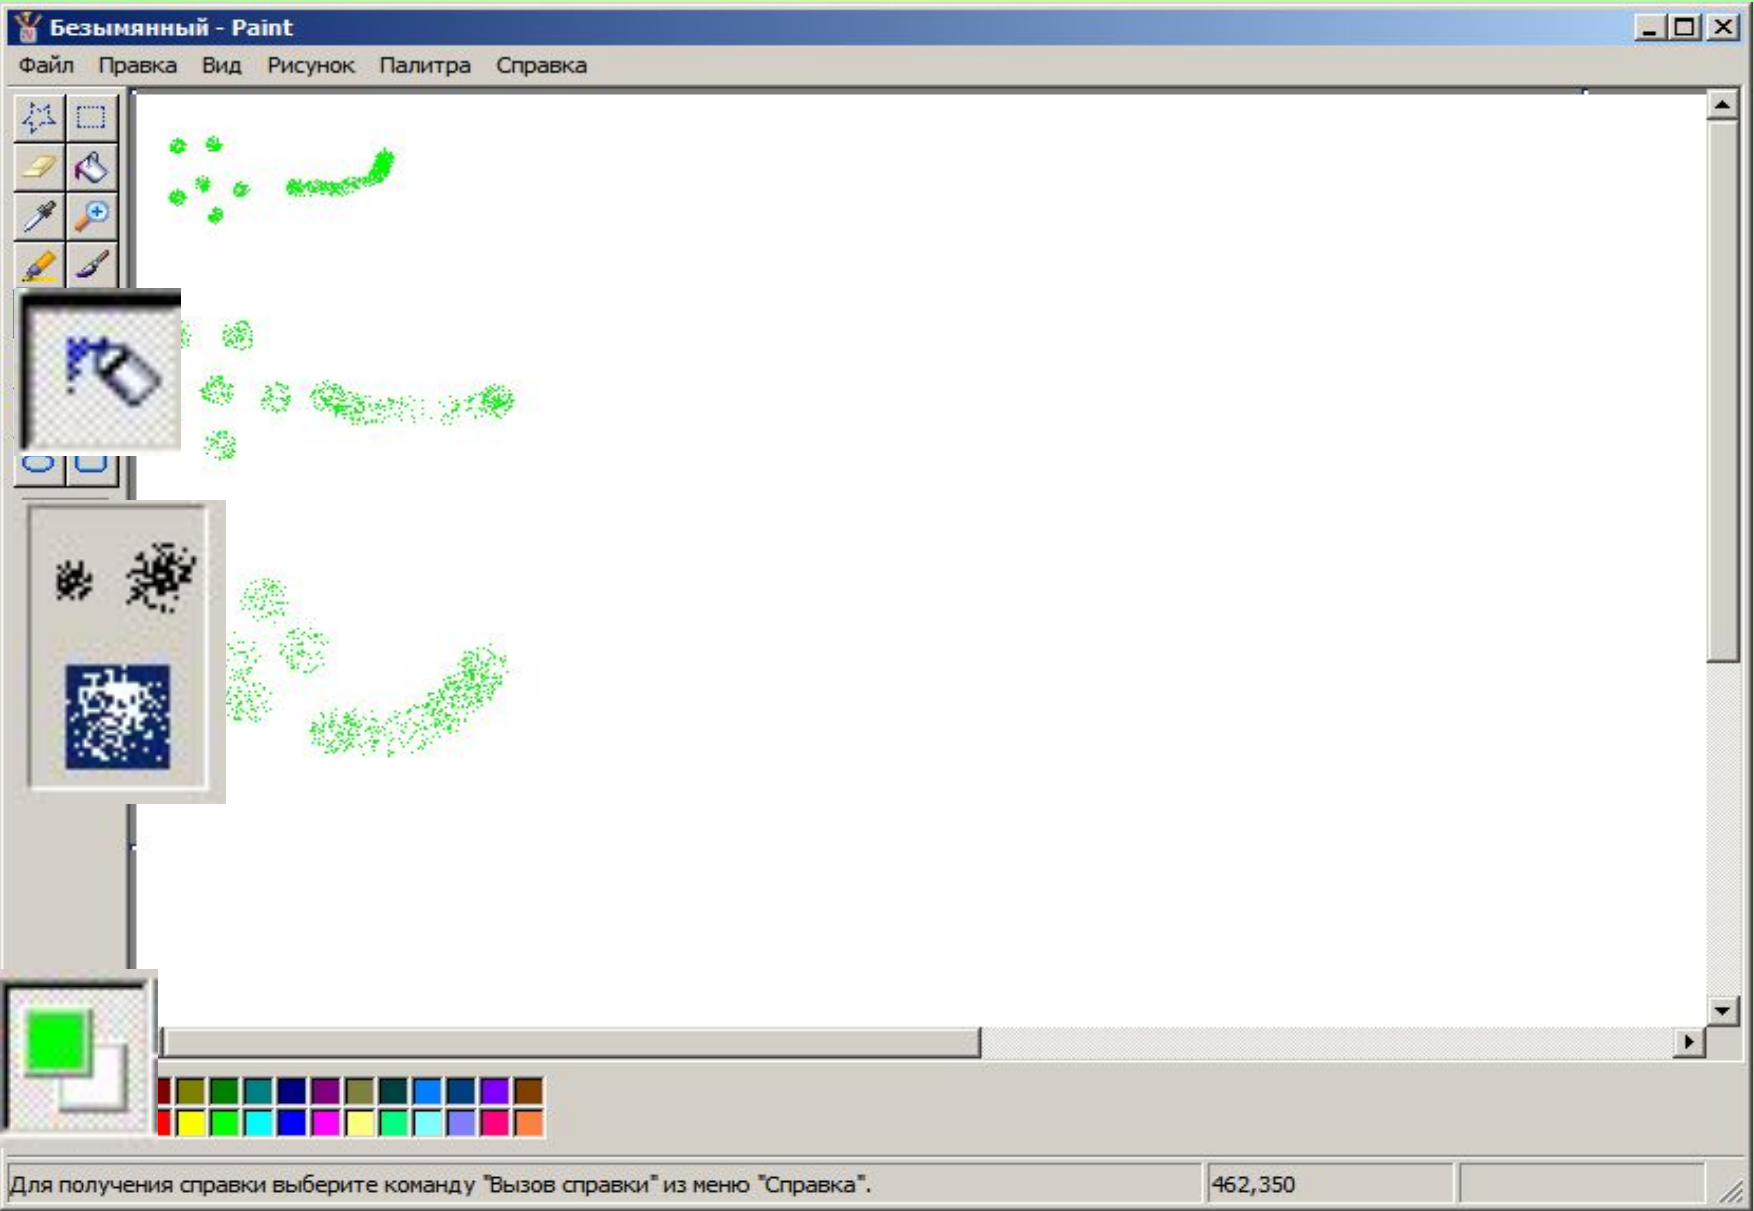 Безымянный - Paint
Файл Правка Вид Рисунок Палитра Справка
Для получения справки выберите команду "Вызов справки" из меню "Справка". 462,350